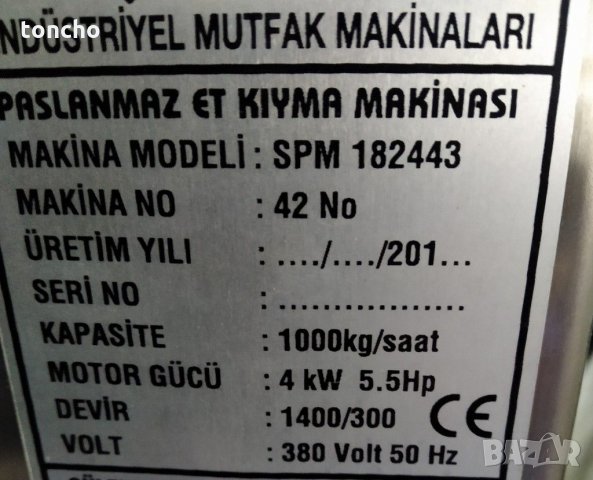 toncho
NDÜSTRİYEL MUTFAK MAKİNALARI
PASLANMAZ ET KIYMA MAKİNASI
MAKİNA MODELİ : SPM 182443
MAKİNA NO : 42 No
ÜRETİM YILI : ..../..../201...
SERİ NO : .................
KAPASİTE : 1000kg/saat
MOTOR GÜCÜ : 4 kW 5.5Hp
DEVİR : 1400/300 CE
VOLT : 380 Volt 50 Hz
BAZAR